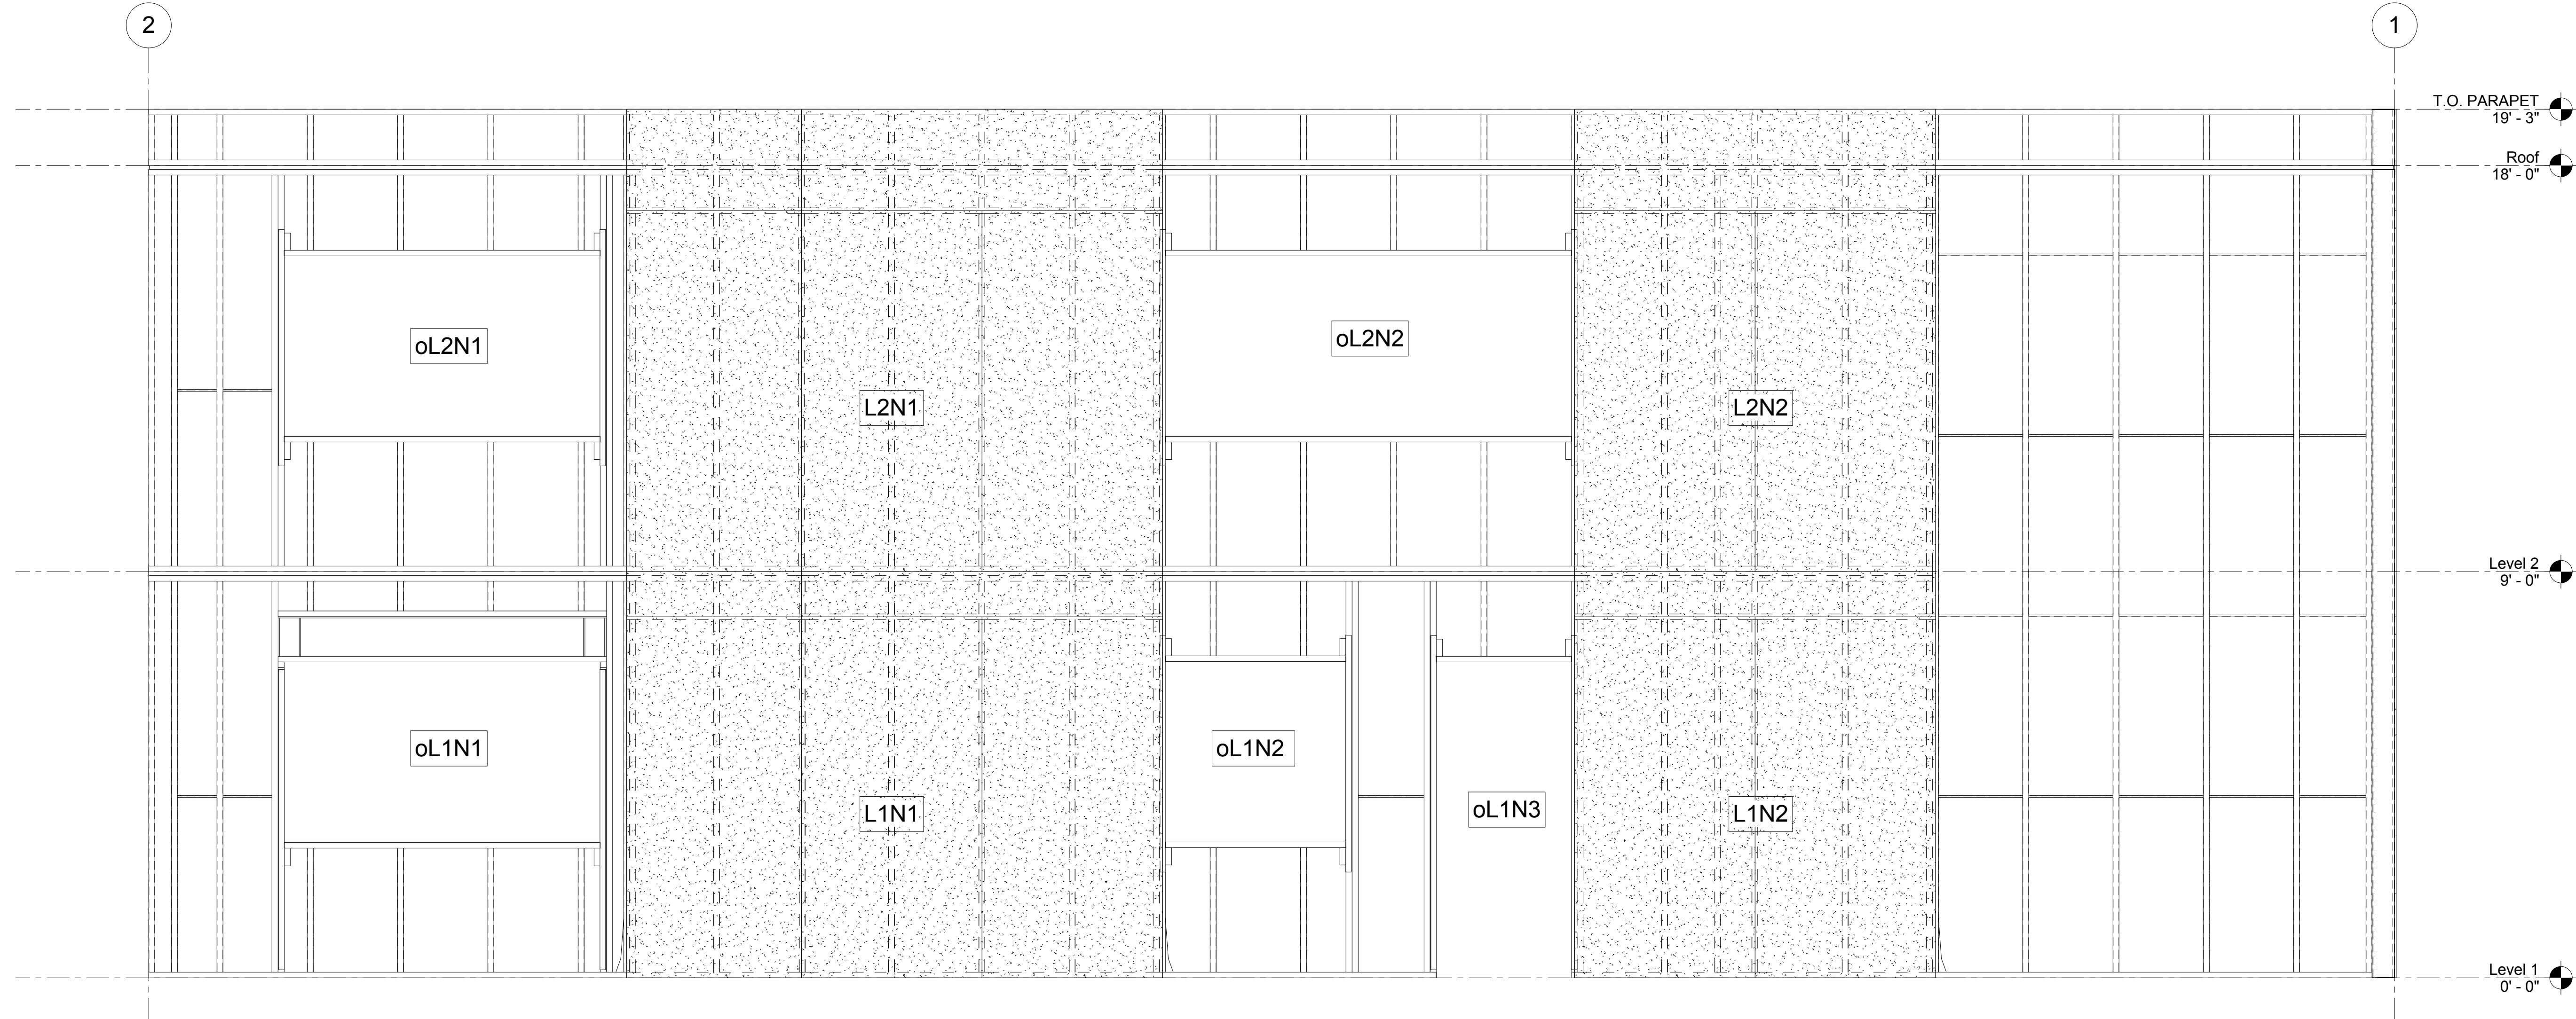 2
1
T.O. PARAPET
19' - 3"
Roof
18' - 0"
oL2N1
oL2N2
L2N1
L2N2
Level 2
9' - 0"
oL1N1
oL1N2
L1N1
oL1N3
L1N2
Level 1
0' - 0"